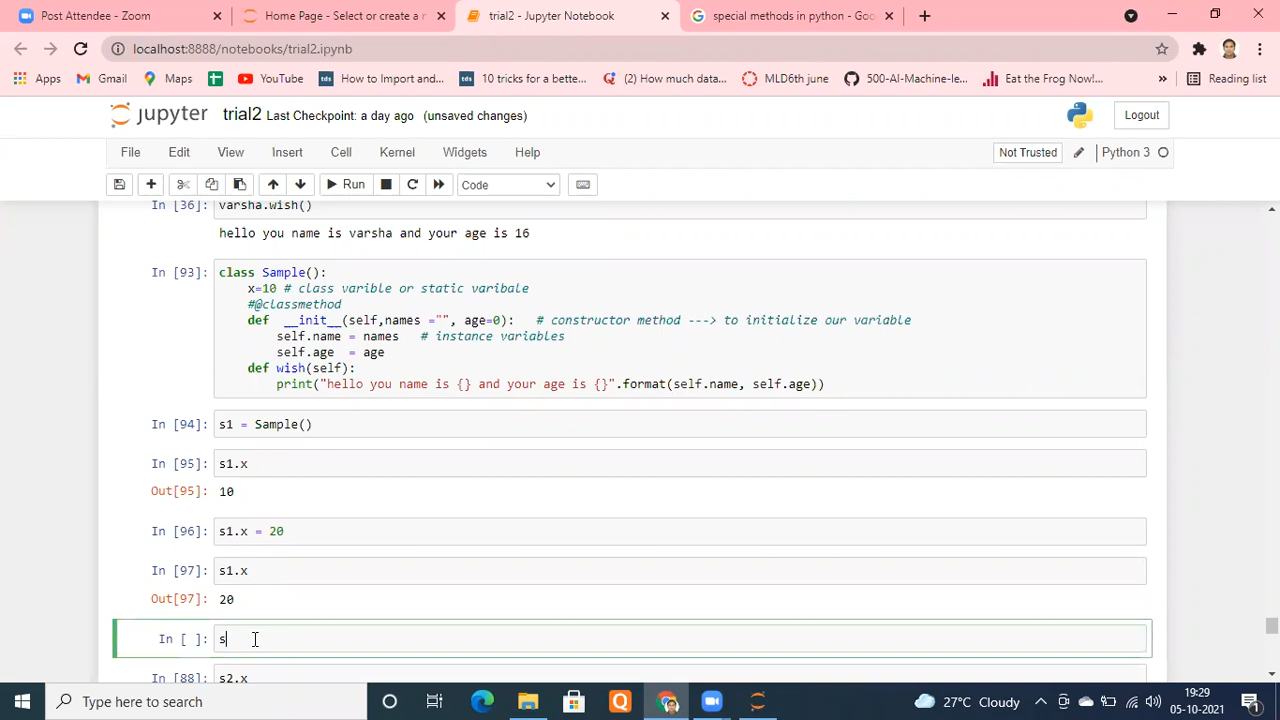 Post Attendee - Zoom
Home Page - Select or create a n
trial2 - Jupyter Notebook
special methods in python - Goo
localhost:8888/notebooks/trial2.ipynb
Apps
Gmail
Maps
YouTube
How to Import and...
10 tricks for a bette...
(2) How much data...
MLD6th june
500-AI-Machine-le...
Eat the Frog Now!...
Reading list
jupyter trial2 Last Checkpoint: a day ago (unsaved changes)
Logout
File Edit View Insert Cell Kernel Widgets Help
Not Trusted
Python 3
Run
Code
In [36]: varsha.wish()
hello you name is varsha and your age is 16
In [93]: class Sample():
x=10 # class varible or static varibale
#@classmethod
def __init__(self,names ="", age=0): # constructor method ---> to initialize our variable
self.name = names # instance variables
self.age = age
def wish(self):
print("hello you name is {} and your age is {}".format(self.name, self.age))
In [94]: s1 = Sample()
In [95]: s1.x
Out[95]: 10
In [96]: s1.x = 20
In [97]: s1.x
Out[97]: 20
In [ ]: s
In [88]: s2.x
Type here to search
27°C Cloudy
19:29
05-10-2021